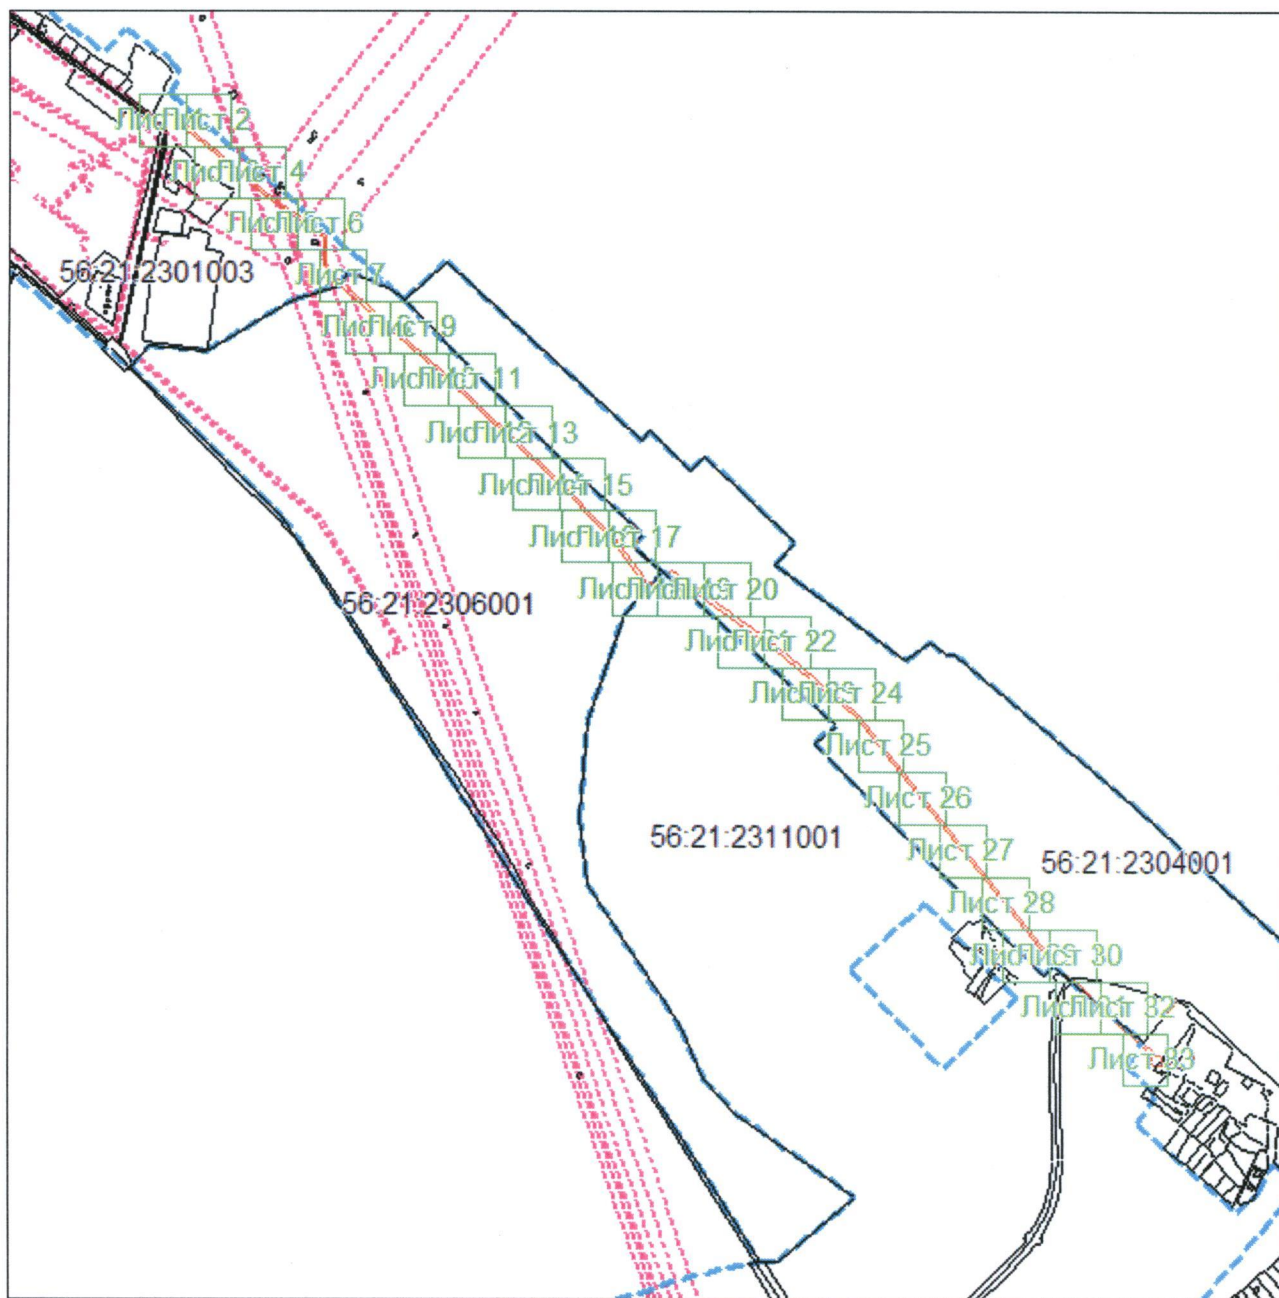 Лист 2
Лист 4
Лист 6
56:21:2301003
Лист 7
Лист 9
Лист 11
Лист 13
Лист 15
Лист 17
Лист 20
56:21:2306001
Лист 22
Лист 24
Лист 25
Лист 26
56:21:2311001
Лист 27
56:21:2304001
Лист 28
Лист 30
Лист 32
Лист 33